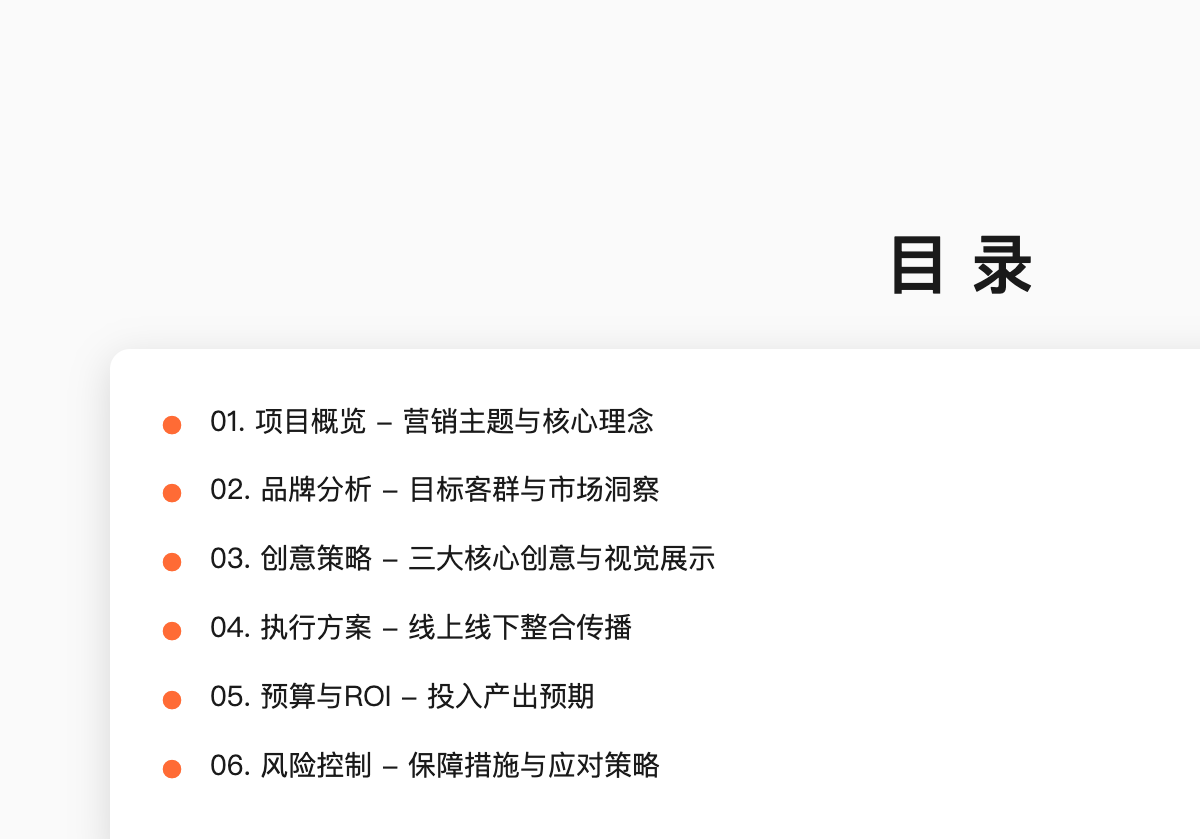 目 录
01. 项目概览 – 营销主题与核心理念
02. 品牌分析 – 目标客群与市场洞察
03. 创意策略 – 三大核心创意与视觉展示
04. 执行方案 – 线上线下整合传播
05. 预算与ROI – 投入产出预期
06. 风险控制 – 保障措施与应对策略